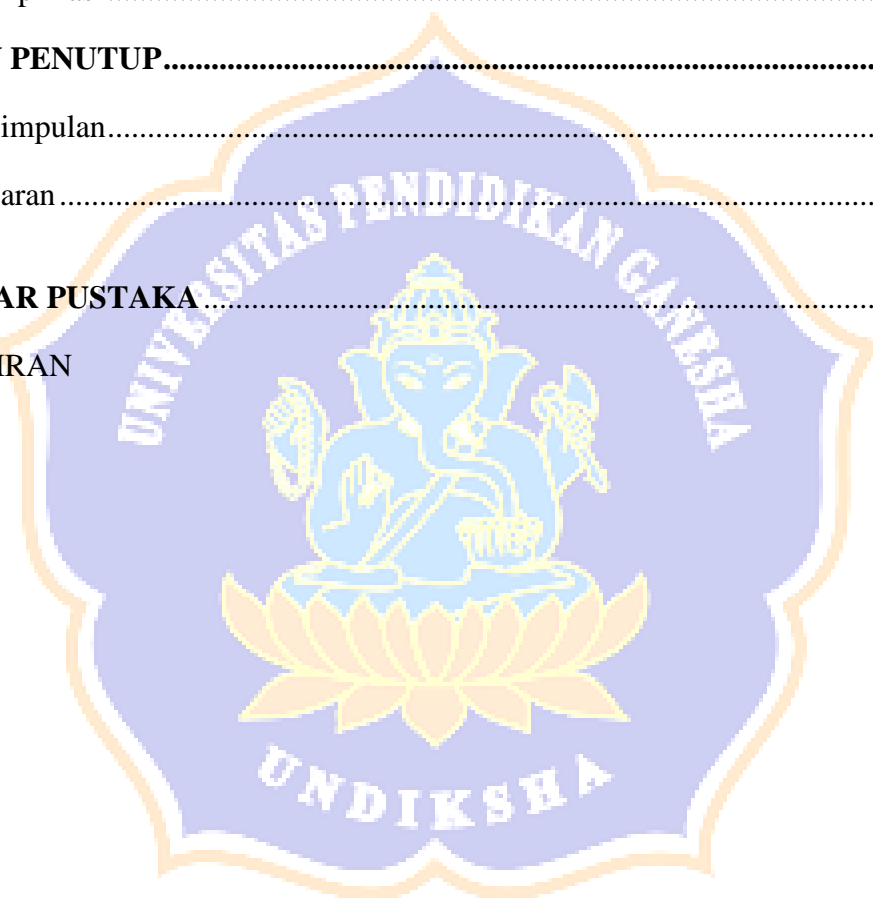 PENUTUP
impulan
aran
AR PUSTAKA
IRAN
UNIVERSITAS PENDIDIKAN GANESHA
UNDIKSHA